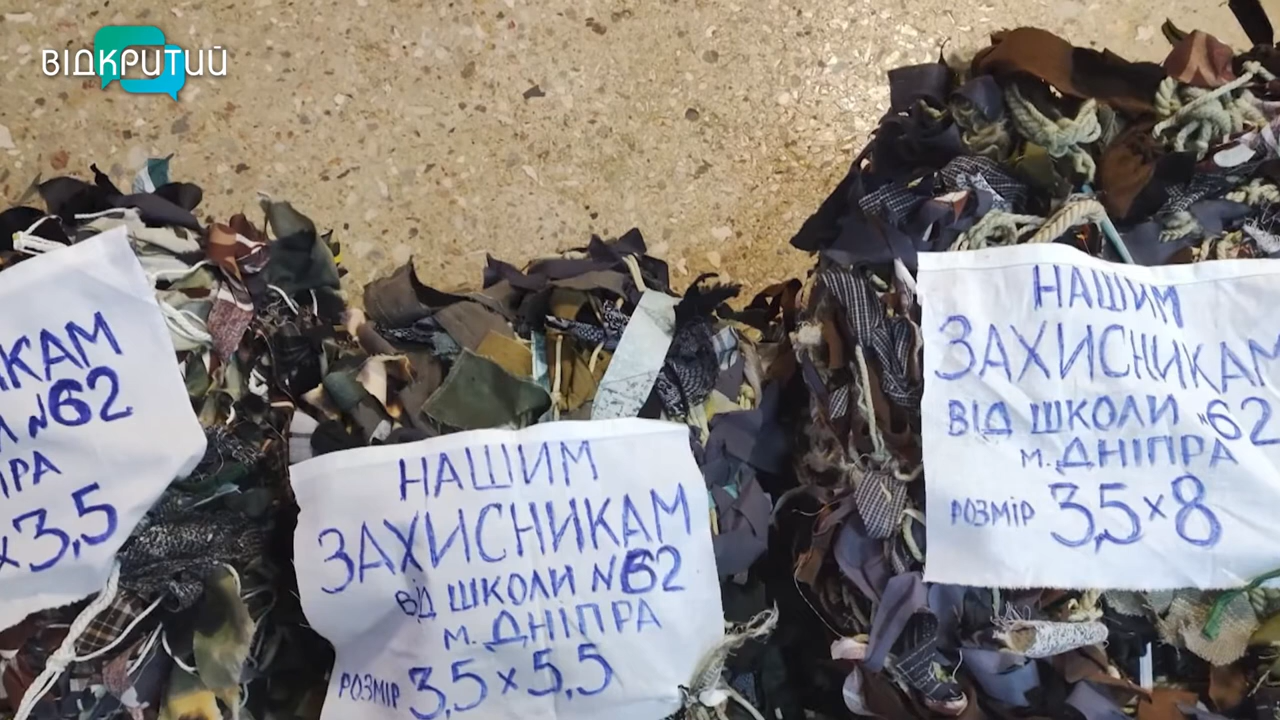 ВІДКРИТИЙ
КАМ
№62
ПРА
х 3,5
НАШИМ
ЗАХИСНИКАМ
ВІД ШКОЛИ №62
м. ДНІПРА
РОЗМІР 3,5 х 5,5
НАШИМ
ЗАХИСНИКАМ
ВІД ШКОЛИ №62
м. ДНІПРА
РОЗМІР 3,5 х 8